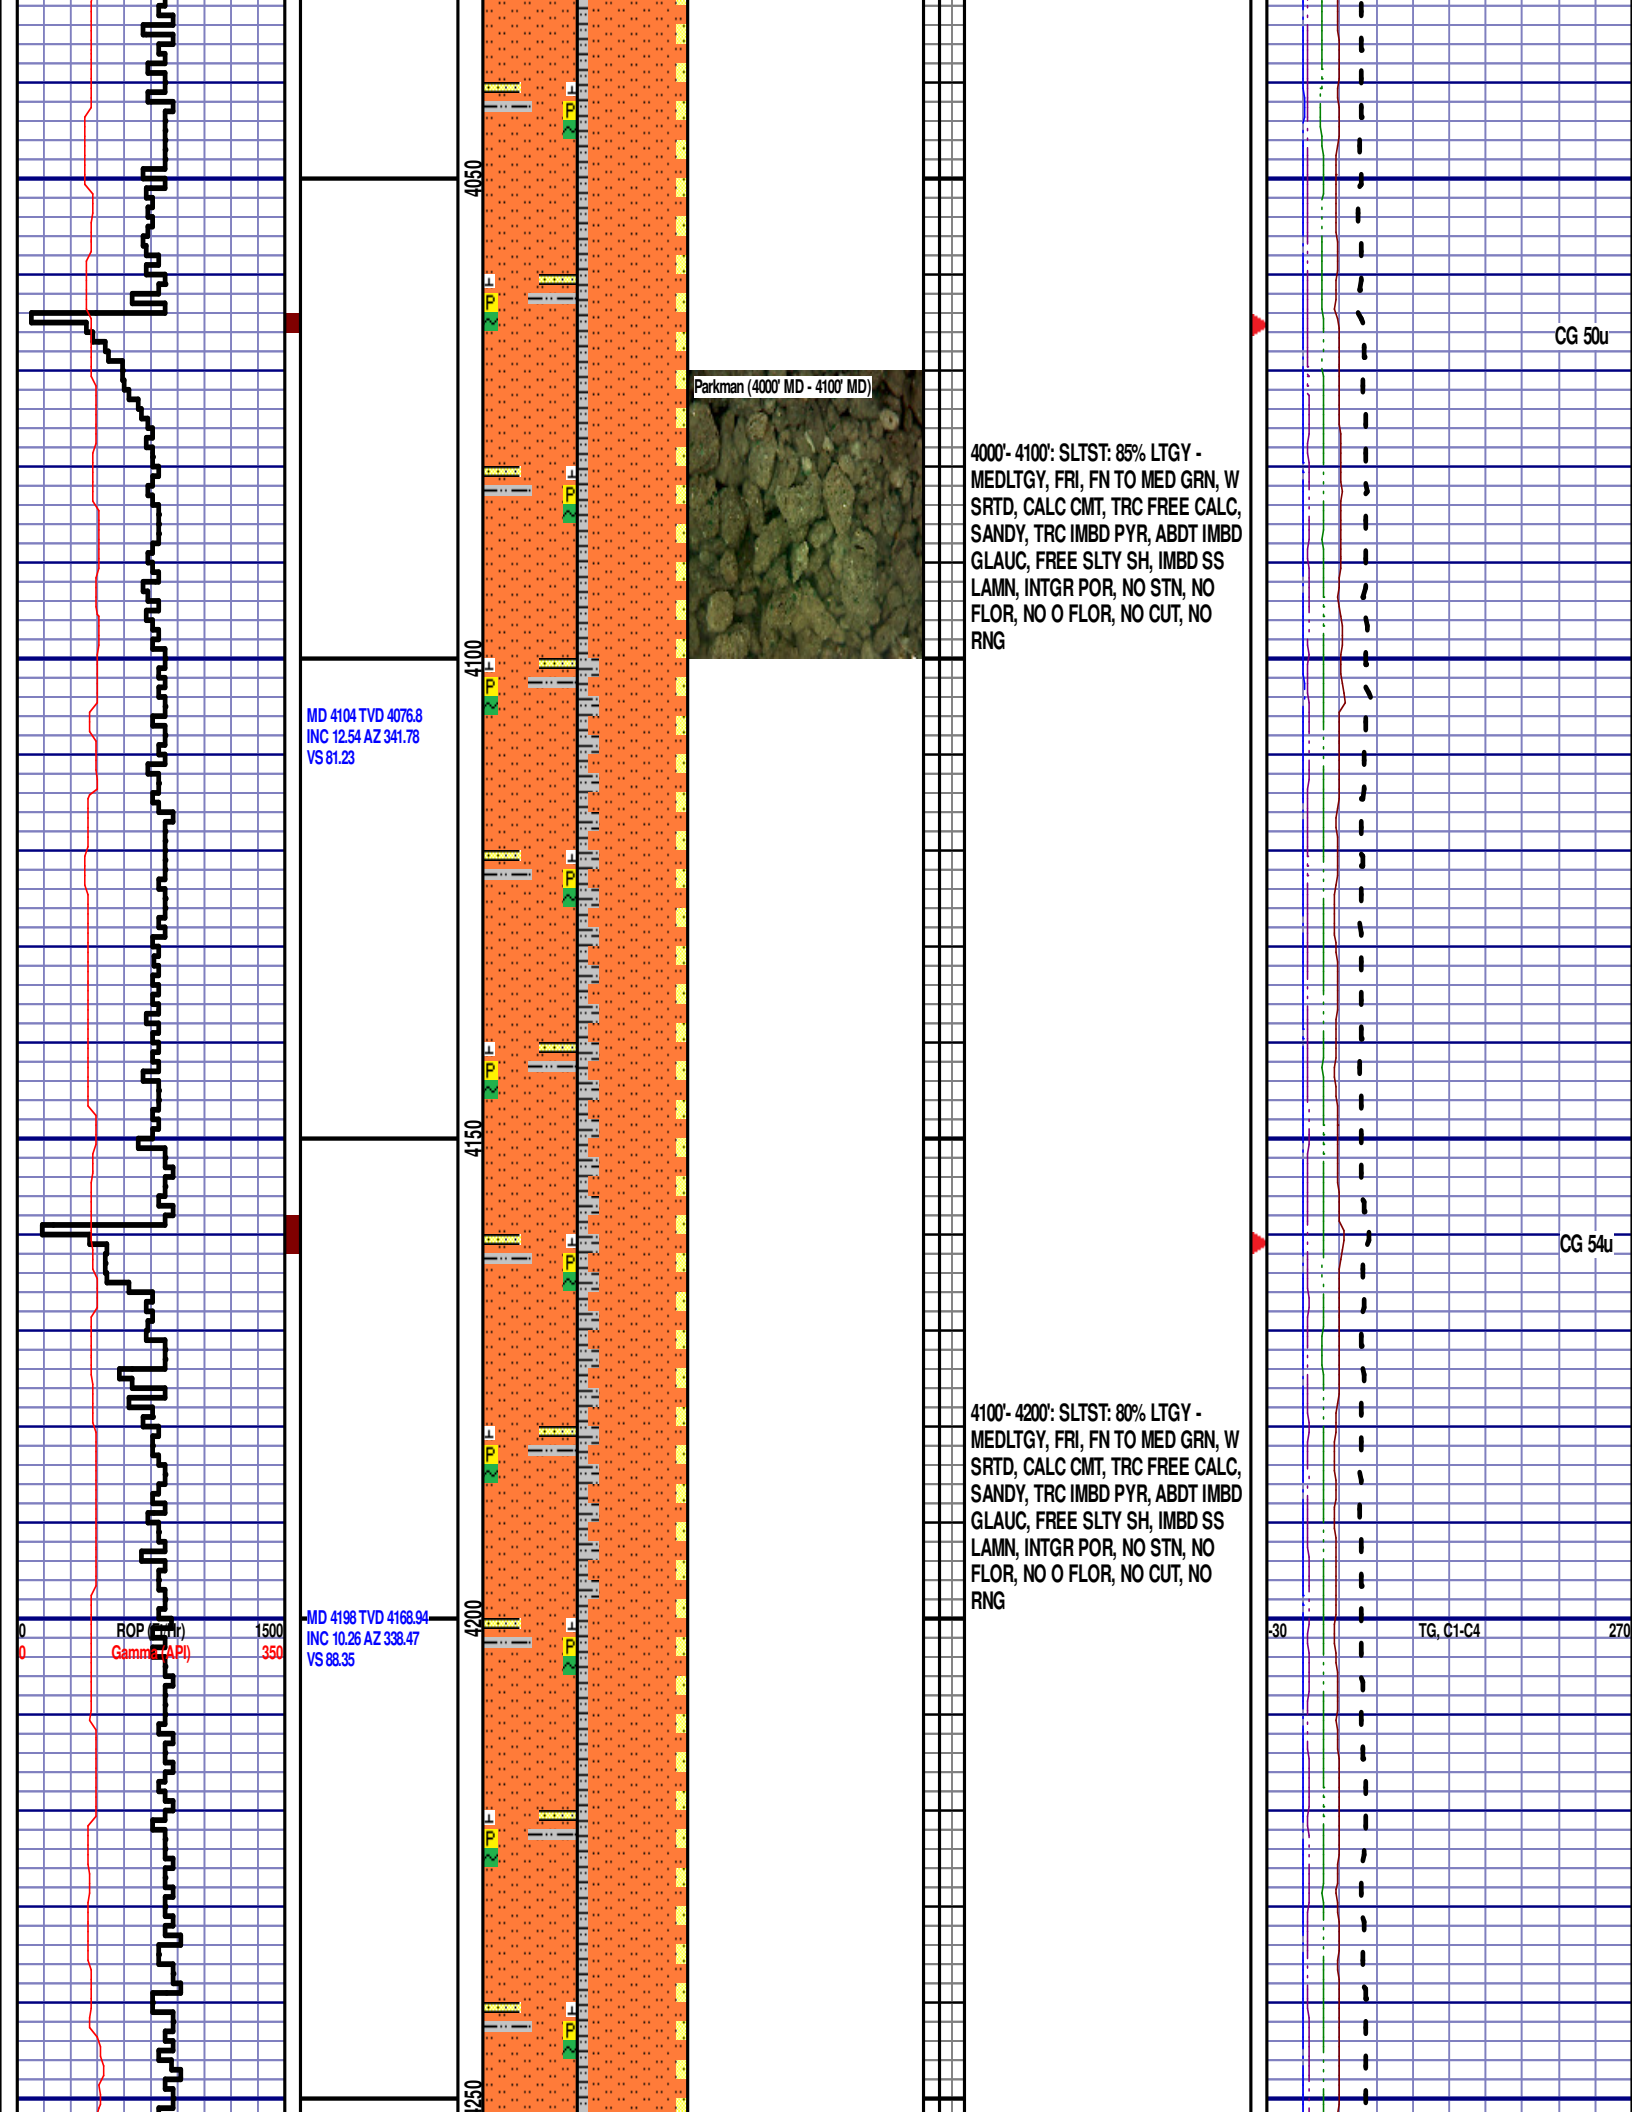 4050
CG 50u
Parkman (4000' MD - 4100' MD)
4000'- 4100': SLTST: 85% LTGY -
MEDLTGY, FRI, FN TO MED GRN, W
SRTD, CALC CMT, TRC FREE CALC,
SANDY, TRC IMBD PYR, ABDT IMBD
GLAUC, FREE SLTY SH, IMBD SS
LAMN, INTGR POR, NO STN, NO
FLOR, NO O FLOR, NO CUT, NO
RNG
4100
MD 4104 TVD 4076.8
INC 12.54 AZ 341.78
VS 81.23
4150
CG 54u
4100'- 4200': SLTST: 80% LTGY -
MEDLTGY, FRI, FN TO MED GRN, W
SRTD, CALC CMT, TRC FREE CALC,
SANDY, TRC IMBD PYR, ABDT IMBD
GLAUC, FREE SLTY SH, IMBD SS
LAMN, INTGR POR, NO STN, NO
FLOR, NO O FLOR, NO CUT, NO
RNG
4200
MD 4198 TVD 4168.94
INC 10.26 AZ 338.47
VS 88.35
0 ROP 1500
0 Gamma (API) 350
-30 TG, C1-C4 270
4250